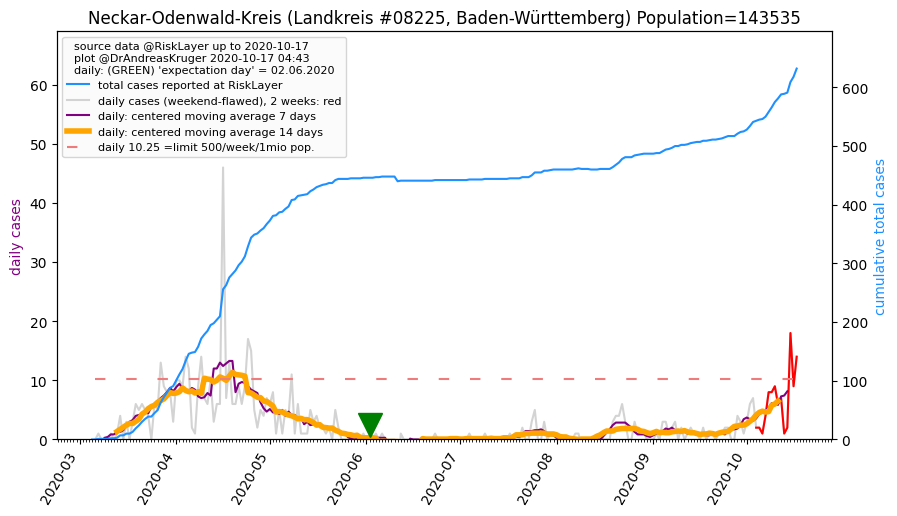 Neckar-Odenwald-Kreis (Landkreis #08225, Baden-Württemberg) Population=143535
source data @RiskLayer up to 2020-10-17
plot @DrAndreasKruger 2020-10-17 04:43
daily: (GREEN) 'expectation day' = 02.06.2020
total cases reported at RiskLayer
daily cases (weekend-flawed), 2 weeks: red
daily: centered moving average 7 days
daily: centered moving average 14 days
daily 10.25 =limit 500/week/1mio pop.
daily cases
60
50
40
30
20
10
0
cumulative total cases
600
500
400
300
200
100
0
2020-03
2020-04
2020-05
2020-06
2020-07
2020-08
2020-09
2020-10